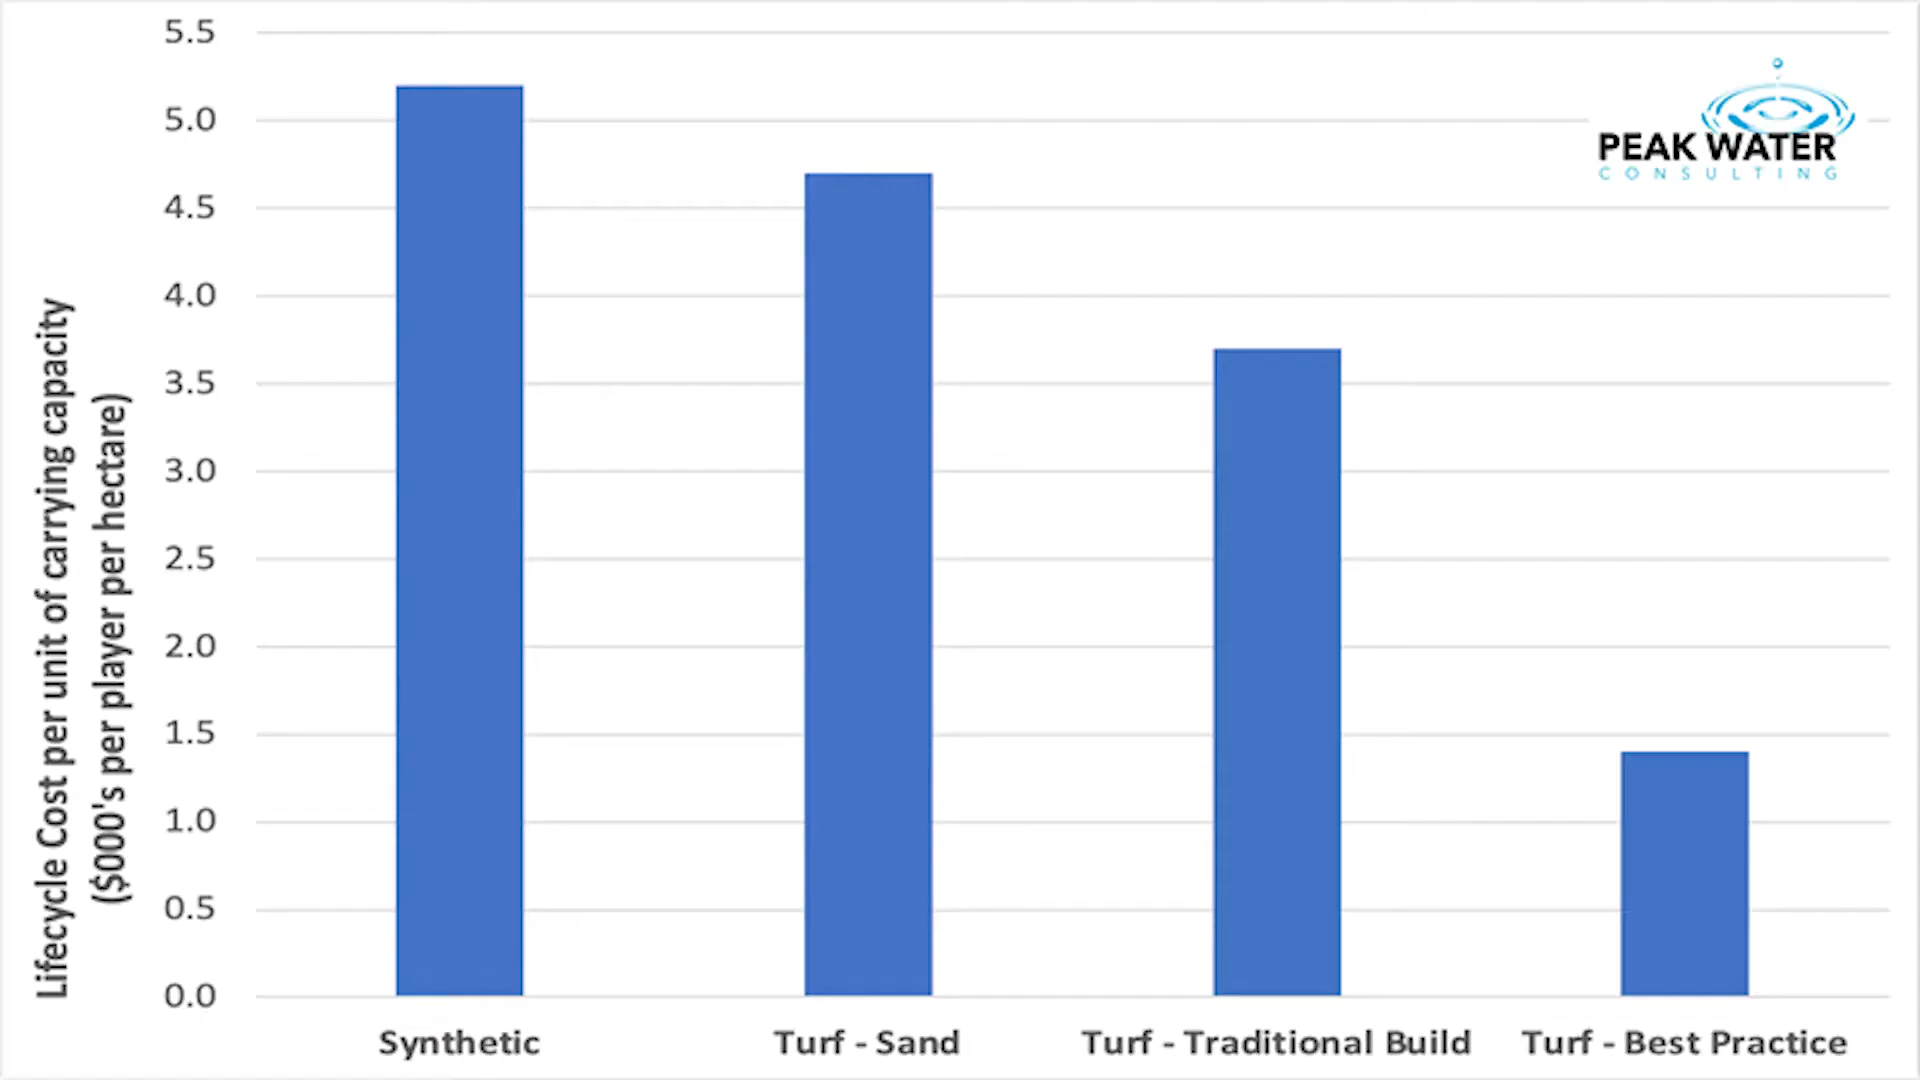 5.5
5.0
4.5
4.0
3.5
3.0
2.5
2.0
1.5
1.0
0.5
0.0
Lifecycle Cost per unit of carrying capacity
($000's per player per hectare)
PEAK WATER
CONSULTING
Synthetic
Turf - Sand
Turf - Traditional Build
Turf - Best Practice